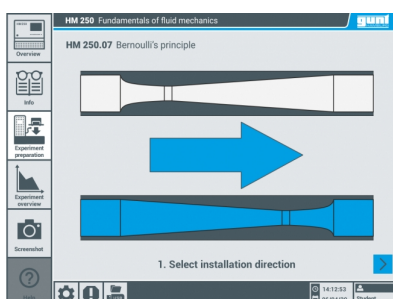 HM 250 Fundamentals of fluid mechanics
gunt
HM 250.07 Bernoulli's principle
Overview
Info
Experiment
preparation
Experiment
overview
Screenshot
1. Select installation direction
14:12:53
Student